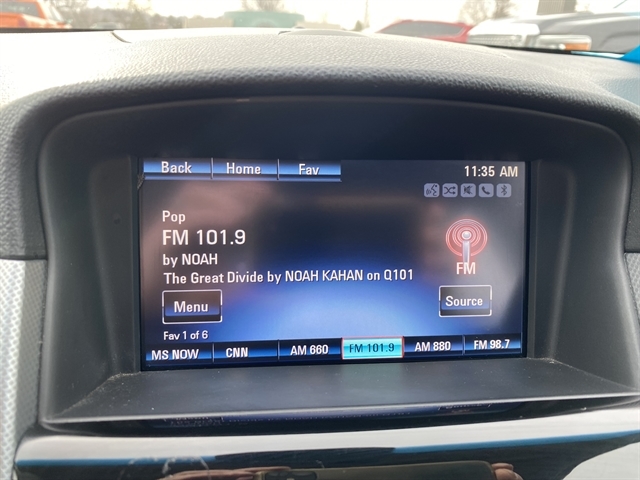 Back Home Fav 11:35 AM
Pop
FM 101.9
by NOAH
The Great Divide by NOAH KAHAN on Q101
FM
Menu
Source
Fav 1 of 6
MS NOW CNN AM 660 FM 101.9 AM 880 FM 98.7